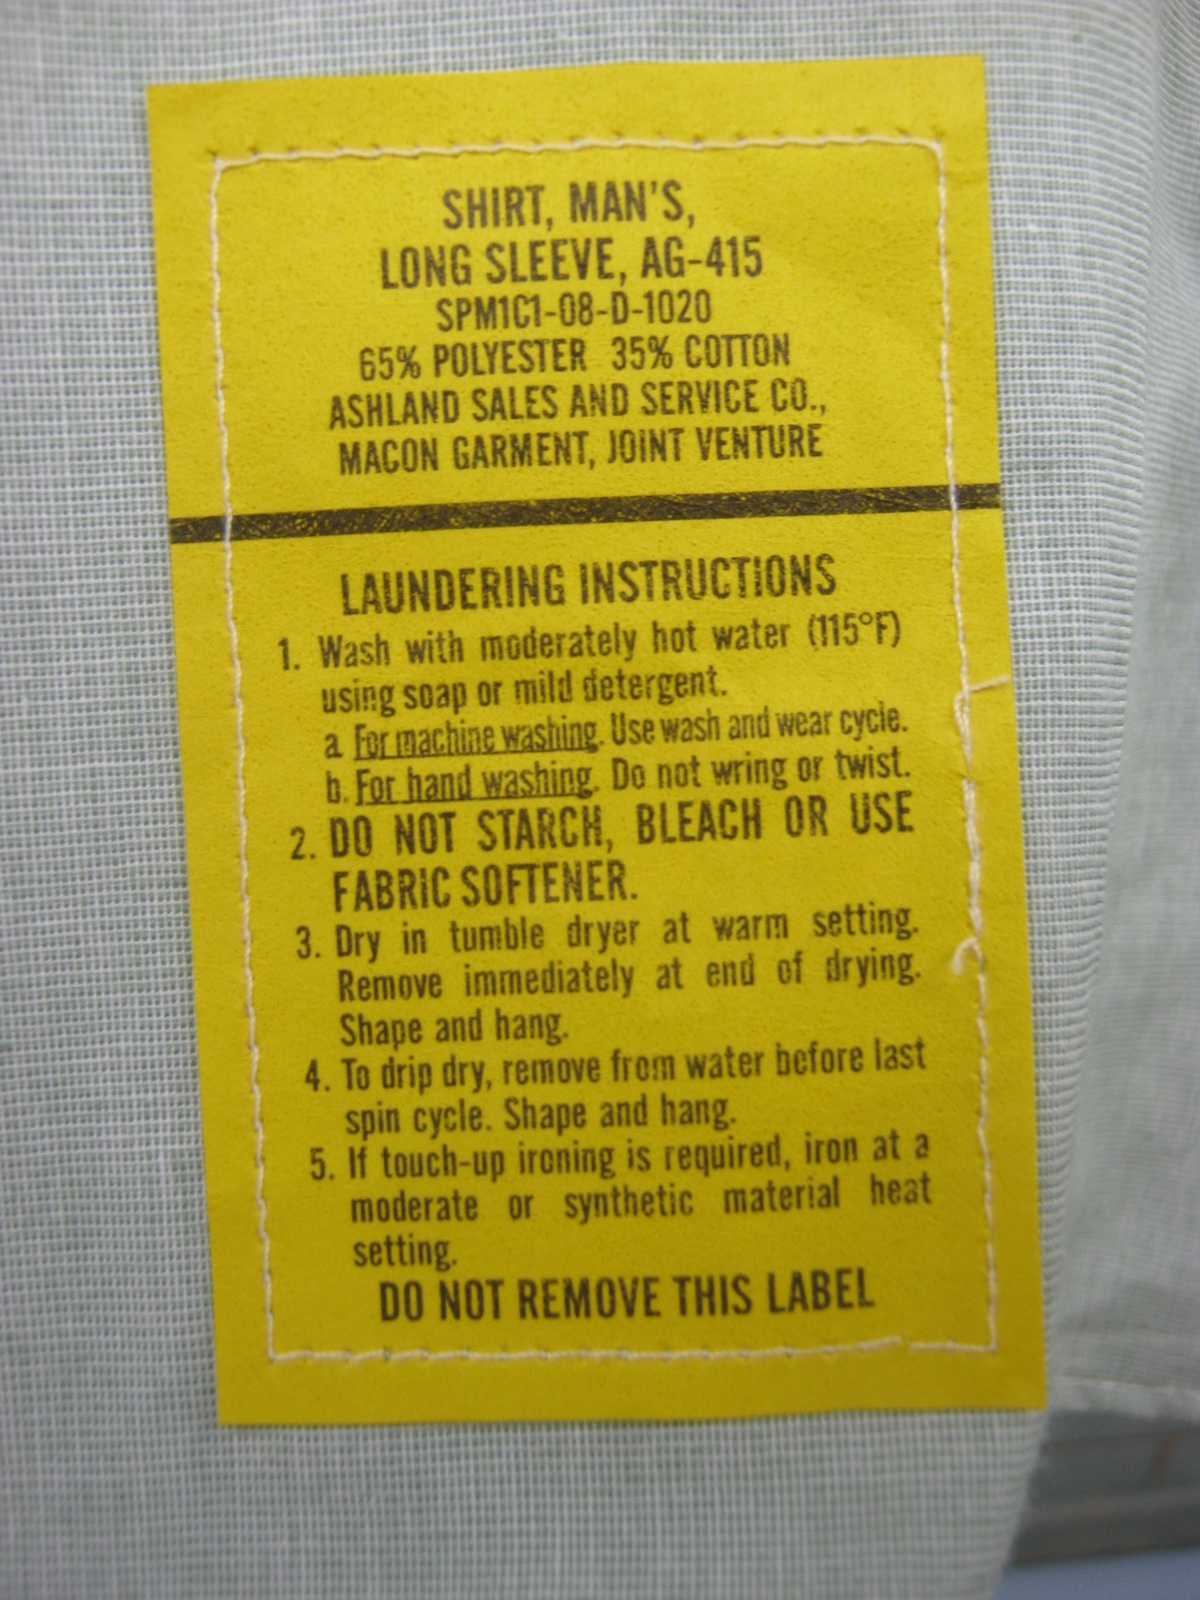 SHIRT, MAN'S,
LONG SLEEVE, AG-415
SPM1C1-08-D-1020
65% POLYESTER 35% COTTON
ASHLAND SALES AND SERVICE CO.,
MACON GARMENT, JOINT VENTURE
LAUNDERING INSTRUCTIONS
1. Wash with moderately hot water (115°F)
using soap or mild detergent.
a For machine washing. Use wash and wear cycle.
b. For hand washing. Do not wring or twist.
2. DO NOT STARCH, BLEACH OR USE
FABRIC SOFTENER.
3. Dry in tumble dryer at warm setting.
Remove immediately at end of drying.
Shape and hang.
4. To drip dry, remove from water before last
spin cycle. Shape and hang.
5. If touch-up ironing is required, iron at a
moderate or synthetic material heat
setting.
DO NOT REMOVE THIS LABEL